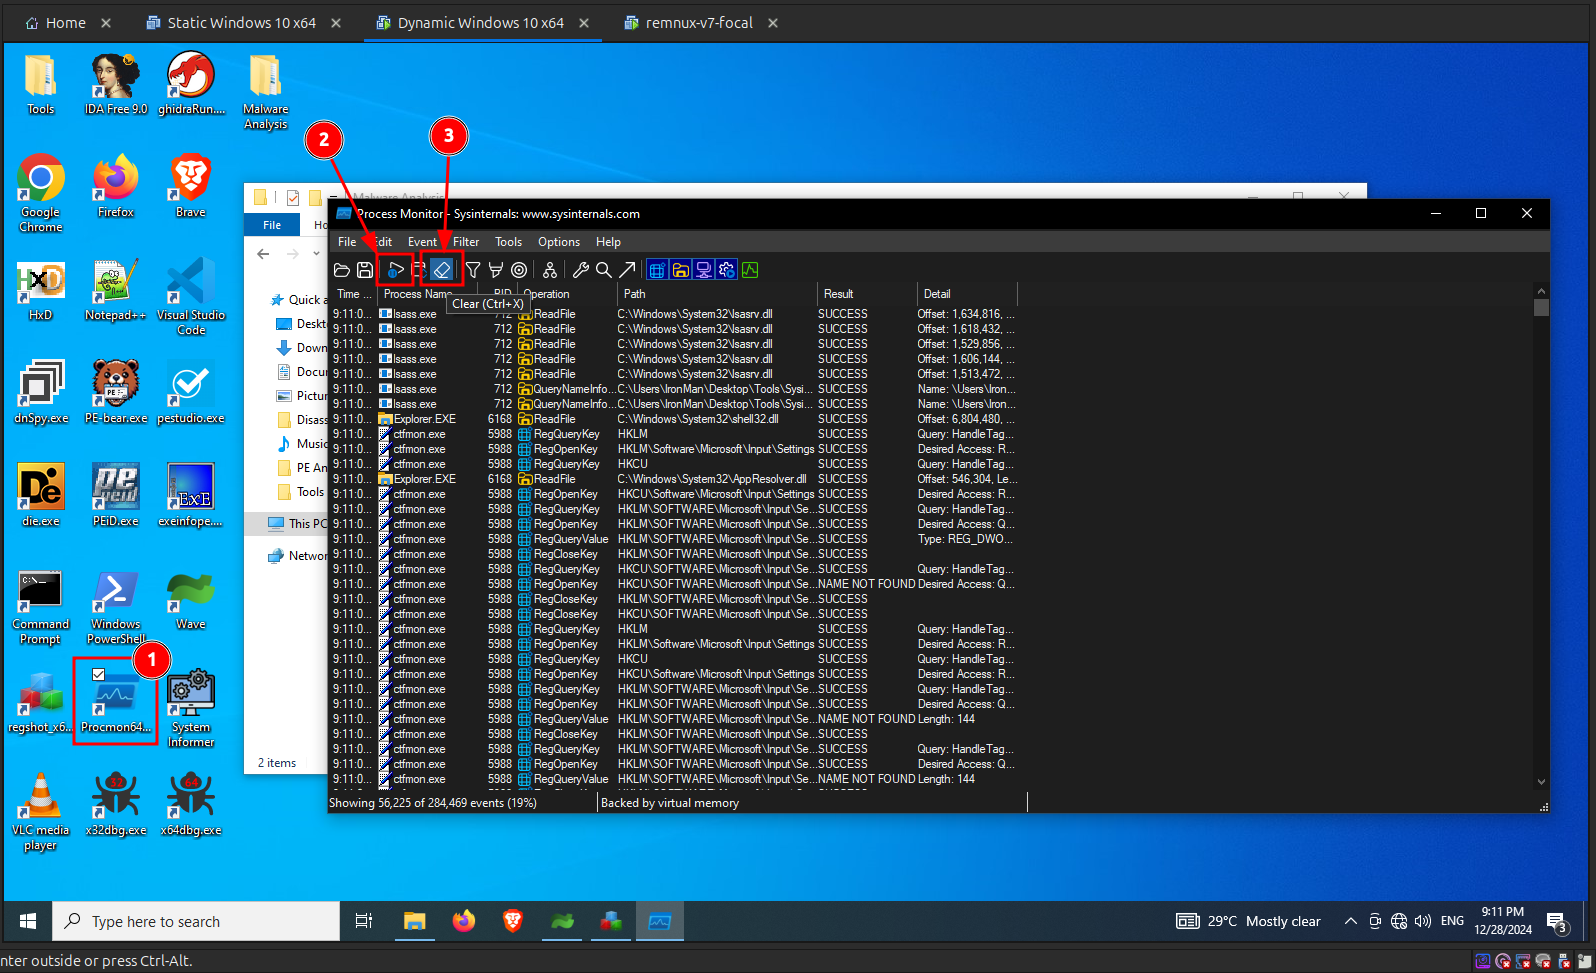 Home
Static Windows 10 x64
Dynamic Windows 10 x64
remnux-v7-focal
Tools
IDA Free 9.0
ghidraRun....
Malware
Analysis
2
3
Google
Chrome
Firefox
Brave
Malware Analysis
File
Ho
Process Monitor - Sysinternals: www.sysinternals.com
File Edit Event Filter Tools Options Help
Time ... Process Name PID Operation Path Result Detail
Clear (Ctrl+X)
9:11:0... lsass.exe 712 ReadFile C:\Windows\System32\lsasrv.dll SUCCESS Offset: 1,634,816, ...
9:11:0... lsass.exe 712 ReadFile C:\Windows\System32\lsasrv.dll SUCCESS Offset: 1,618,432, ...
9:11:0... lsass.exe 712 ReadFile C:\Windows\System32\lsasrv.dll SUCCESS Offset: 1,529,856, ...
9:11:0... lsass.exe 712 ReadFile C:\Windows\System32\lsasrv.dll SUCCESS Offset: 1,606,144, ...
9:11:0... lsass.exe 712 ReadFile C:\Windows\System32\lsasrv.dll SUCCESS Offset: 1,513,472, ...
9:11:0... lsass.exe 712 QueryNameInfo... C:\Users\IronMan\Desktop\Tools\Sysi... SUCCESS Name: \Users\Iron...
9:11:0... lsass.exe 712 QueryNameInfo... C:\Users\IronMan\Desktop\Tools\Sysi... SUCCESS Name: \Users\Iron...
9:11:0... Explorer.EXE 6168 ReadFile C:\Windows\System32\shell32.dll SUCCESS Offset: 6,804,480, ...
9:11:0... ctfmon.exe 5988 RegQueryKey HKLM SUCCESS Query: HandleTag...
9:11:0... ctfmon.exe 5988 RegOpenKey HKLM\Software\Microsoft\Input\Settings SUCCESS Desired Access: R...
9:11:0... ctfmon.exe 5988 RegQueryKey HKCU SUCCESS Query: HandleTag...
9:11:0... Explorer.EXE 6168 ReadFile C:\Windows\System32\AppResolver.dll SUCCESS Offset: 546,304, Le...
9:11:0... ctfmon.exe 5988 RegOpenKey HKCU\Software\Microsoft\Input\Settings SUCCESS Desired Access: R...
9:11:0... ctfmon.exe 5988 RegQueryKey HKLM\SOFTWARE\Microsoft\Input\Se... SUCCESS Query: HandleTag...
9:11:0... ctfmon.exe 5988 RegOpenKey HKLM\SOFTWARE\Microsoft\Input\Se... SUCCESS Desired Access: Q...
9:11:0... ctfmon.exe 5988 RegQueryValue HKLM\SOFTWARE\Microsoft\Input\Se... SUCCESS Type: REG_DWO...
9:11:0... ctfmon.exe 5988 RegCloseKey HKLM\SOFTWARE\Microsoft\Input\Se... SUCCESS
9:11:0... ctfmon.exe 5988 RegQueryKey HKCU\SOFTWARE\Microsoft\Input\Se... SUCCESS Query: HandleTag...
9:11:0... ctfmon.exe 5988 RegOpenKey HKCU\SOFTWARE\Microsoft\Input\Se... NAME NOT FOUND Desired Access: Q...
9:11:0... ctfmon.exe 5988 RegCloseKey HKLM\SOFTWARE\Microsoft\Input\Se... SUCCESS
9:11:0... ctfmon.exe 5988 RegCloseKey HKCU\SOFTWARE\Microsoft\Input\Se... SUCCESS
9:11:0... ctfmon.exe 5988 RegQueryKey HKLM SUCCESS Query: HandleTag...
9:11:0... ctfmon.exe 5988 RegOpenKey HKLM\Software\Microsoft\Input\Settings SUCCESS Desired Access: R...
9:11:0... ctfmon.exe 5988 RegQueryKey HKCU SUCCESS Query: HandleTag...
9:11:0... ctfmon.exe 5988 RegOpenKey HKCU\Software\Microsoft\Input\Settings SUCCESS Desired Access: R...
9:11:0... ctfmon.exe 5988 RegQueryKey HKLM\SOFTWARE\Microsoft\Input\Se... SUCCESS Query: HandleTag...
9:11:0... ctfmon.exe 5988 RegOpenKey HKLM\SOFTWARE\Microsoft\Input\Se... SUCCESS Desired Access: Q...
9:11:0... ctfmon.exe 5988 RegQueryValue HKLM\SOFTWARE\Microsoft\Input\Se... NAME NOT FOUND Length: 144
9:11:0... ctfmon.exe 5988 RegCloseKey HKLM\SOFTWARE\Microsoft\Input\Se... SUCCESS
9:11:0... ctfmon.exe 5988 RegQueryKey HKLM\SOFTWARE\Microsoft\Input\Se... SUCCESS Query: HandleTag...
9:11:0... ctfmon.exe 5988 RegOpenKey HKLM\SOFTWARE\Microsoft\Input\Se... SUCCESS Desired Access: Q...
9:11:0... ctfmon.exe 5988 RegQueryValue HKLM\SOFTWARE\Microsoft\Input\Se... NAME NOT FOUND Length: 144
Showing 56,225 of 284,469 events (19%)
Backed by virtual memory
Quick a
Deskt
Down
Docu
Pictu
Disas
Music
PE An
Tools
This PC
Networ
2 items
HxD
Notepad++
Visual Studio
Code
dnSpy.exe
PE-bear.exe
pestudio.exe
die.exe
PEiD.exe
exeinfope....
Command
Prompt
Windows
PowerShell
Wave
1
regshot_x6...
Procmon64...
System
Informer
VLC media
player
x32dbg.exe
x64dbg.exe
Type here to search
29°C Mostly clear
ENG
9:11 PM
12/28/2024
3
nter outside or press Ctrl-Alt.